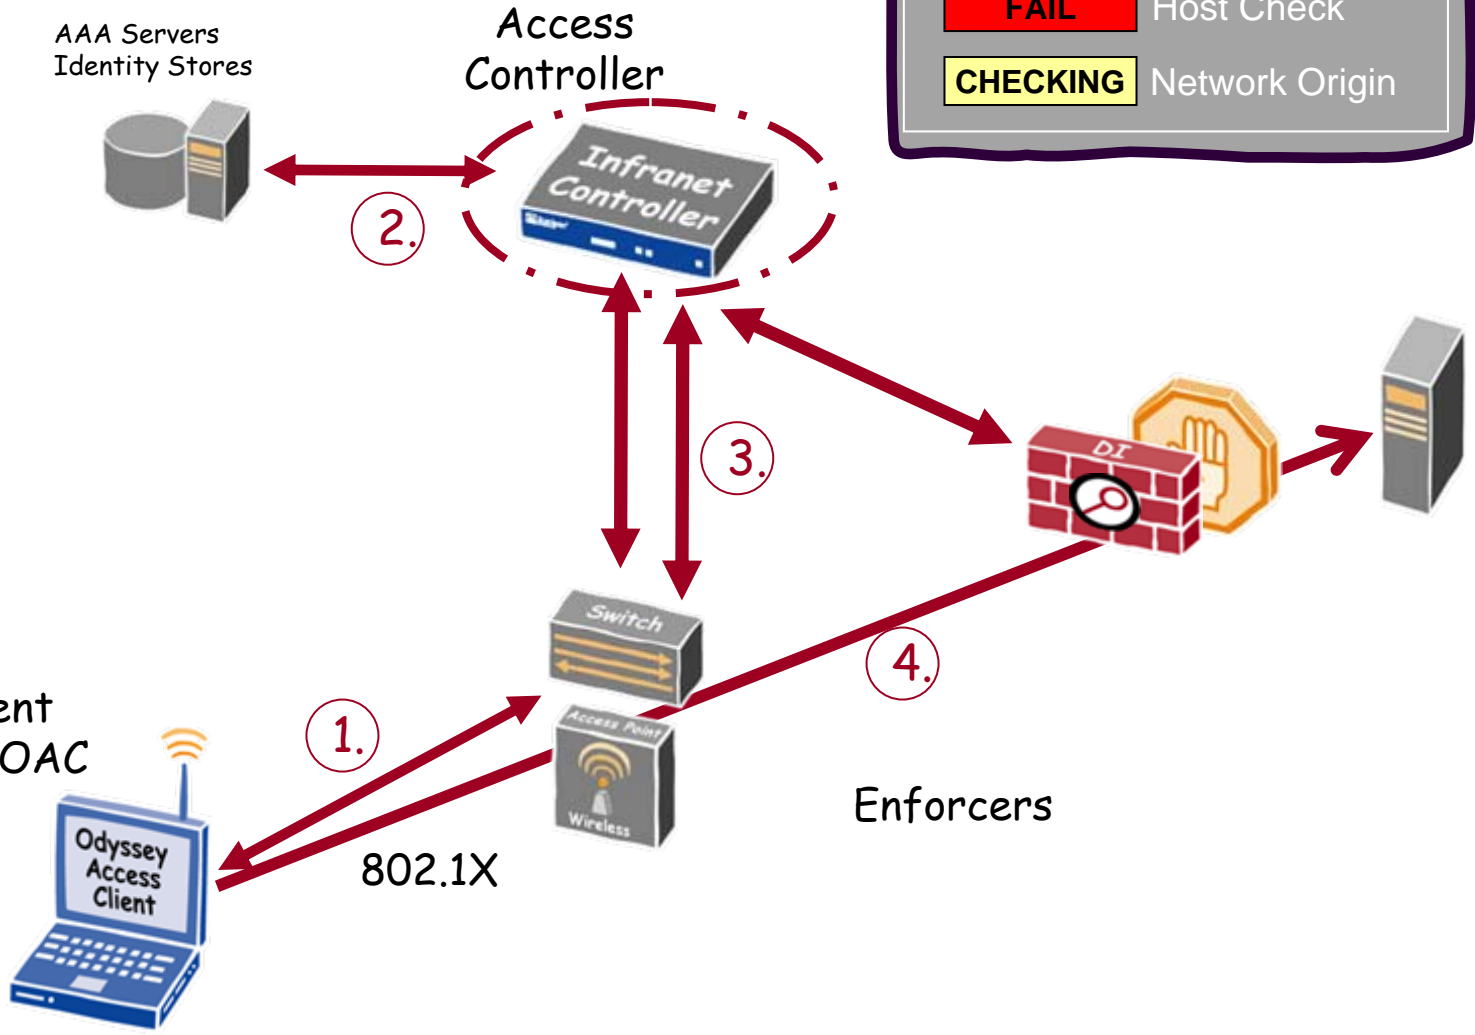 AAA Servers
Identity Stores
Access
Controller
FAIL Host Check
CHECKING Network Origin
Infranet
Controller
2.
3.
DI
Switch
4.
1.
OAC
Access Point
Wireless
Enforcers
802.1X
Odyssey
Access
Client